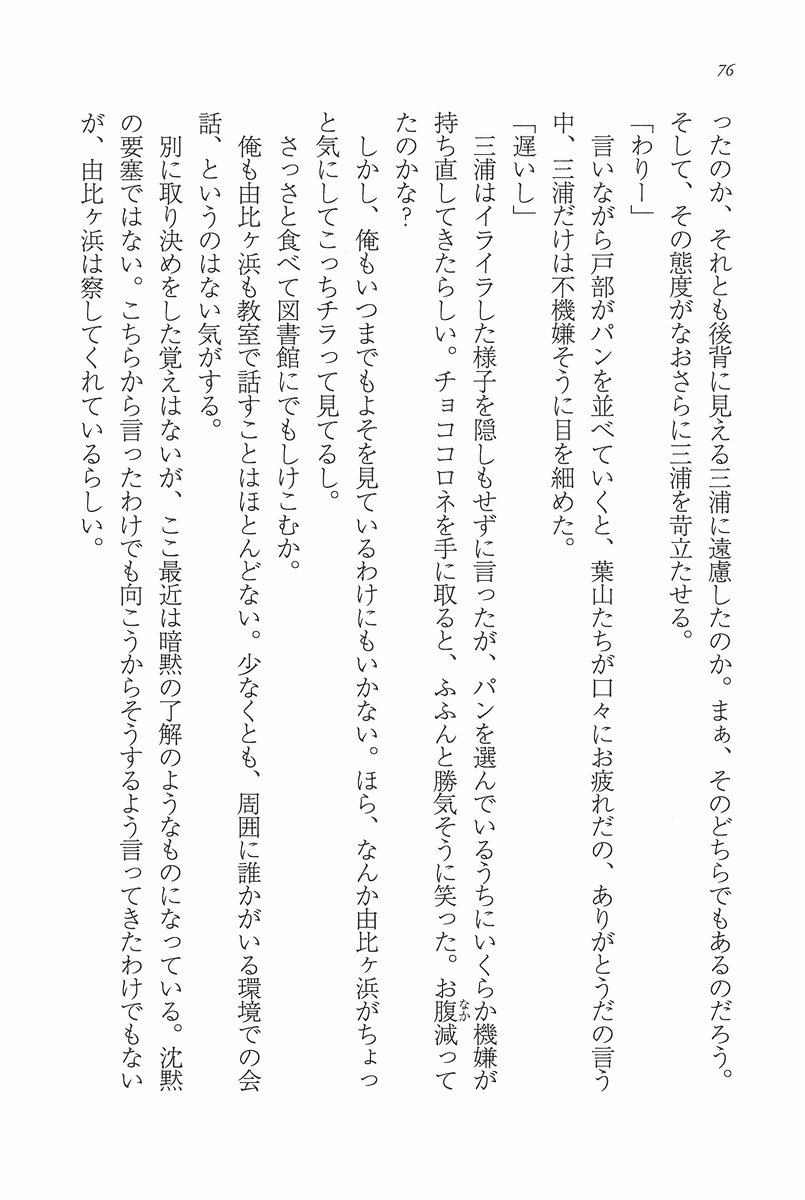 76
ったのか、それとも後背に見える三浦に遠慮したのか。まぁ、そのどちらでもあるのだろう。
そして、その態度がなおさらに三浦を苛立たせる。
「わりー」
言いながら戸部がパンを並べていくと、葉山たちが口々にお疲れだの、ありがとうだの言う
中、三浦だけは不機嫌そうに目を細めた。
「遅いし」
三浦はイライラした様子を隠しもせずに言ったが、パンを選んでいるうちにいくらか機嫌が
持ち直してきたらしい。チョココロネを手に取ると、ふふんと勝気そうに笑った。お腹減って
なか
たのかな？
しかし、俺もいつまでもよそを見ているわけにもいかない。ほら、なんか由比ヶ浜がちょっ
と気にしてこっちチラって見てるし。
さっさと食べて図書館にでもしけこむか。
俺も由比ヶ浜も教室で話すことはほとんどない。少なくとも、周囲に誰かがいる環境での会
話、というのはない気がする。
別に取り決めをした覚えはないが、ここ最近は暗黙の了解のようなものになっている。沈黙
の要塞ではない。こちらから言ったわけでも向こうからそうするよう言ってきたわけでもない
が、由比ヶ浜は察してくれているらしい。